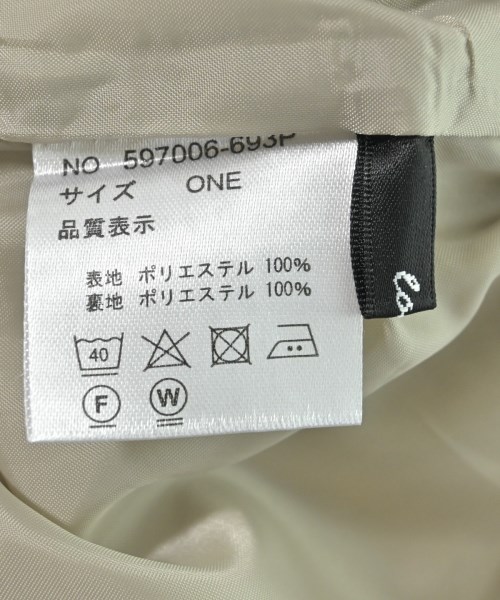 NO 597006-693P
サイズ ONE
品質表示
表地 ポリエステル 100%
裏地 ポリエステル 100%
40
F W